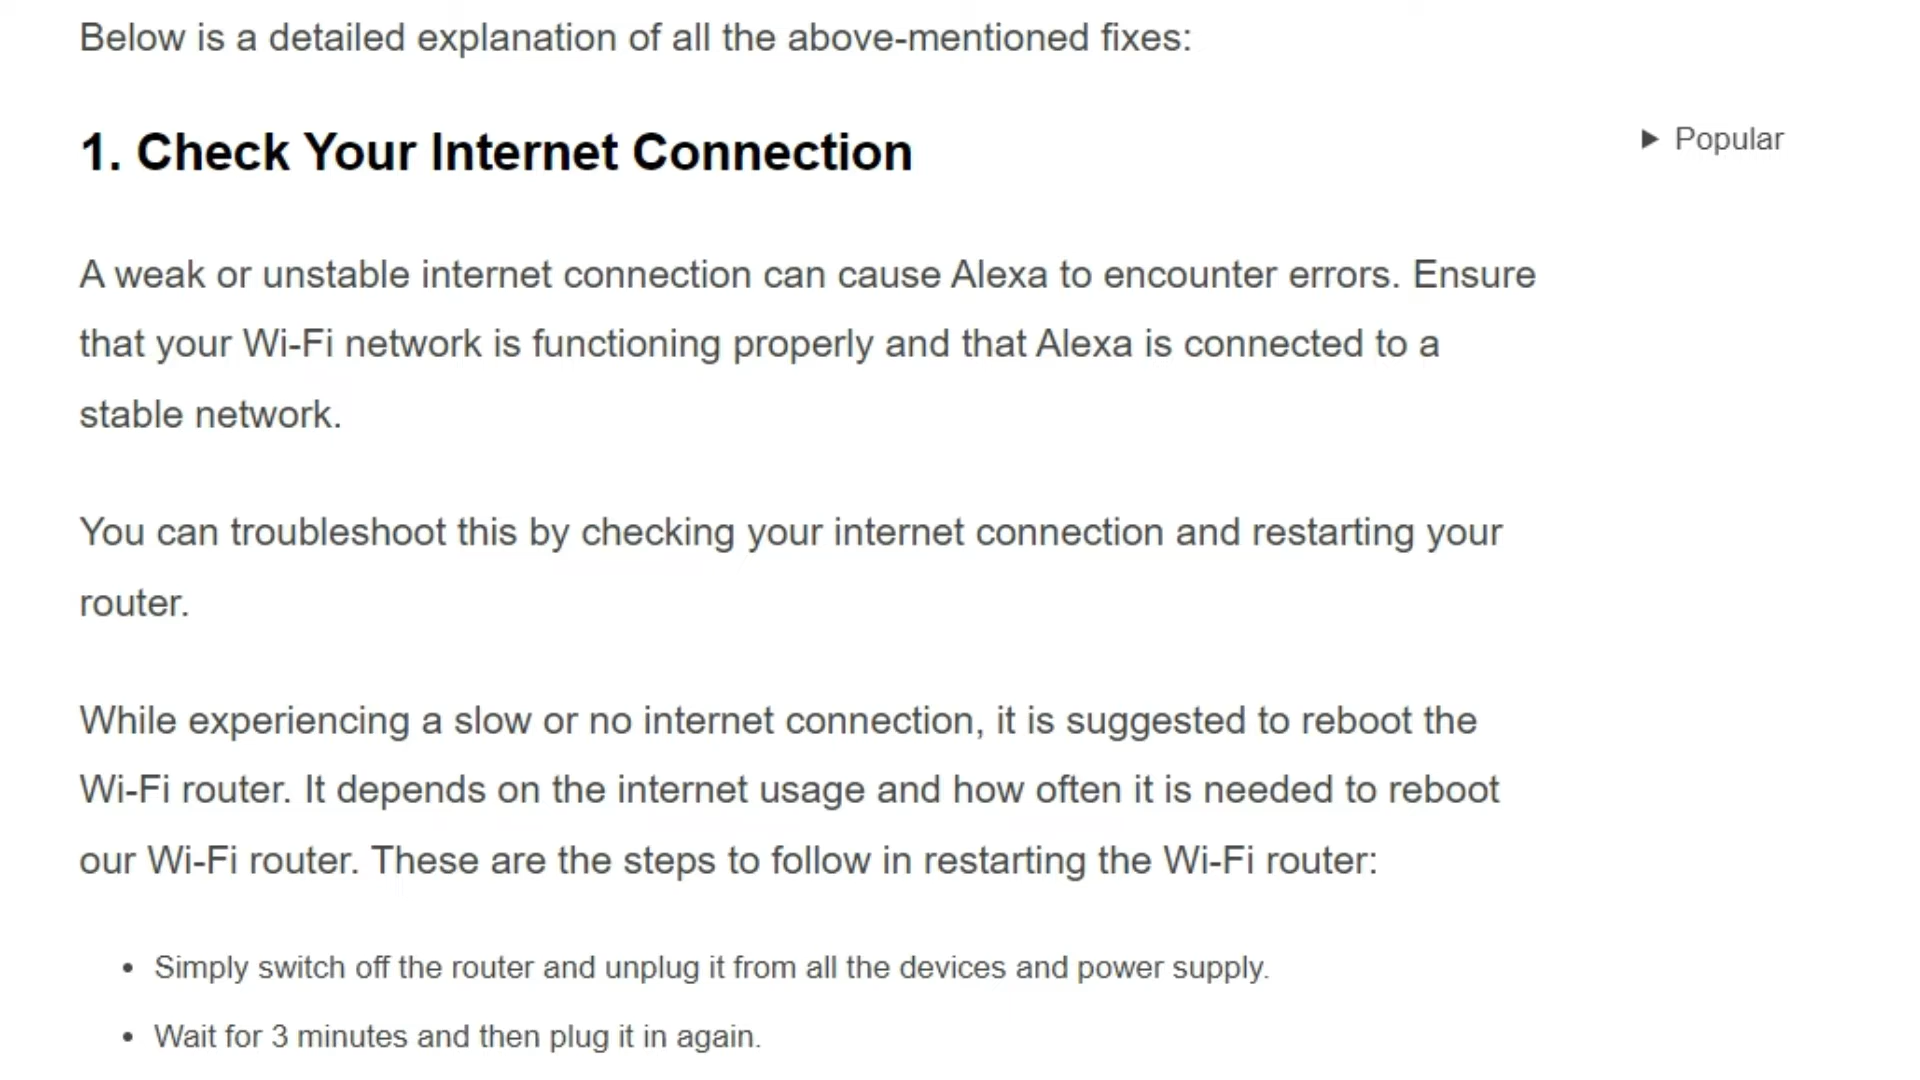 Below is a detailed explanation of all the above-mentioned fixes:
1. Check Your Internet Connection
▶ Popular
A weak or unstable internet connection can cause Alexa to encounter errors. Ensure
that your Wi-Fi network is functioning properly and that Alexa is connected to a
stable network.
You can troubleshoot this by checking your internet connection and restarting your
router.
While experiencing a slow or no internet connection, it is suggested to reboot the
Wi-Fi router. It depends on the internet usage and how often it is needed to reboot
our Wi-Fi router. These are the steps to follow in restarting the Wi-Fi router:
• Simply switch off the router and unplug it from all the devices and power supply.
• Wait for 3 minutes and then plug it in again.